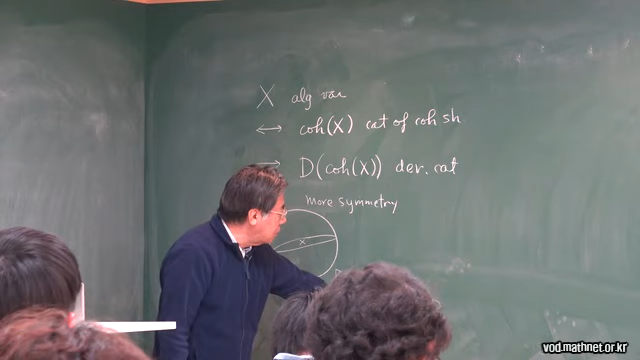 X alg var
↔ coh(X) cat of coh sh
→ D(coh(X)) der. cat
more symmetry
X
vod.mathnet.or.kr